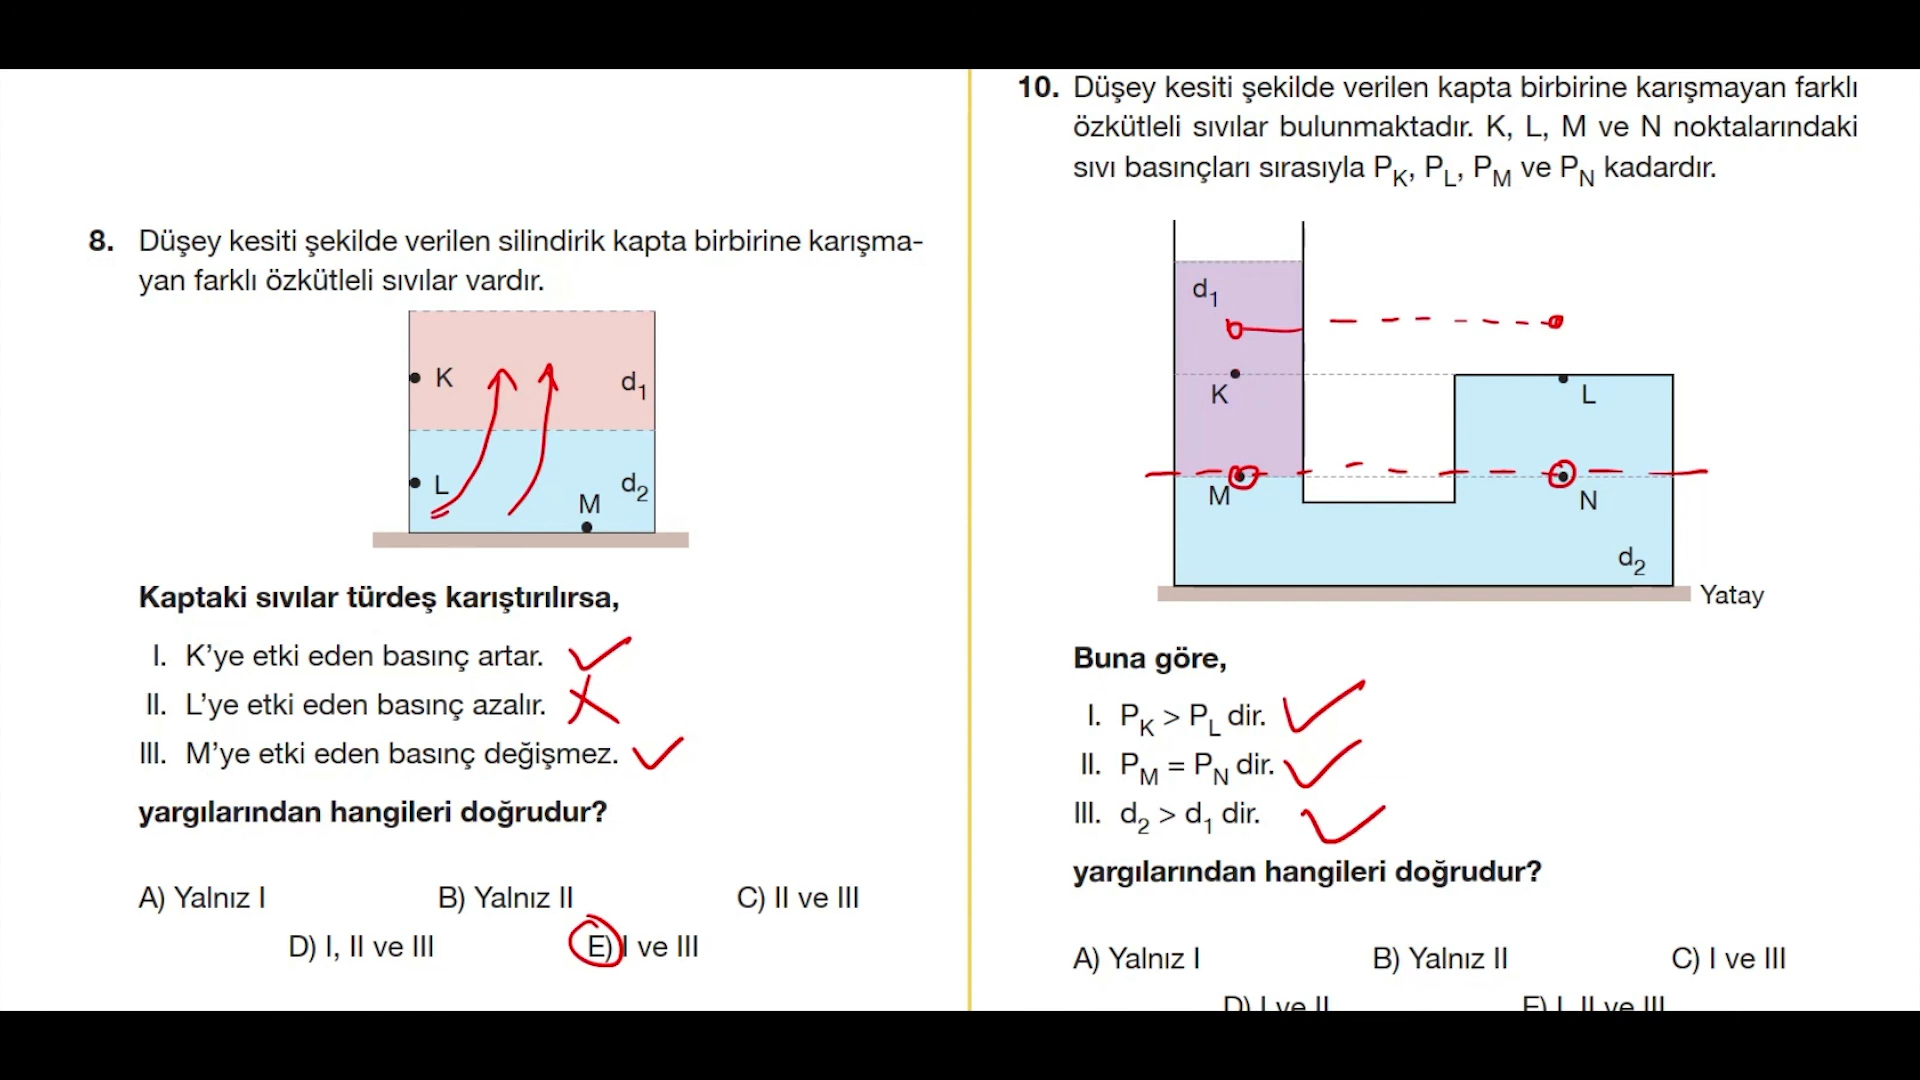 8. Düşey kesiti şekilde verilen silindirik kapta birbirine karışma-
yan farklı özkütleli sıvılar vardır.
K
d1
L
M
d2
Kaptaki sıvılar türdeş karıştırılırsa,
I. K'ye etki eden basınç artar.
II. L'ye etki eden basınç azalır.
III. M'ye etki eden basınç değişmez.
yargılarından hangileri doğrudur?
A) Yalnız I B) Yalnız II C) II ve III
D) I, II ve III E) I ve III
10. Düşey kesiti şekilde verilen kapta birbirine karışmayan farklı
özkütleli sıvılar bulunmaktadır. K, L, M ve N noktalarındaki
sıvı basınçları sırasıyla PK, PL, PM ve PN kadardır.
d1
K
L
M
N
d2
Yatay
Buna göre,
I. PK > PL dir.
II. PM = PN dir.
III. d2 > d1 dir.
yargılarından hangileri doğrudur?
A) Yalnız I B) Yalnız II C) I ve III
D) I ve II E) I, II ve III